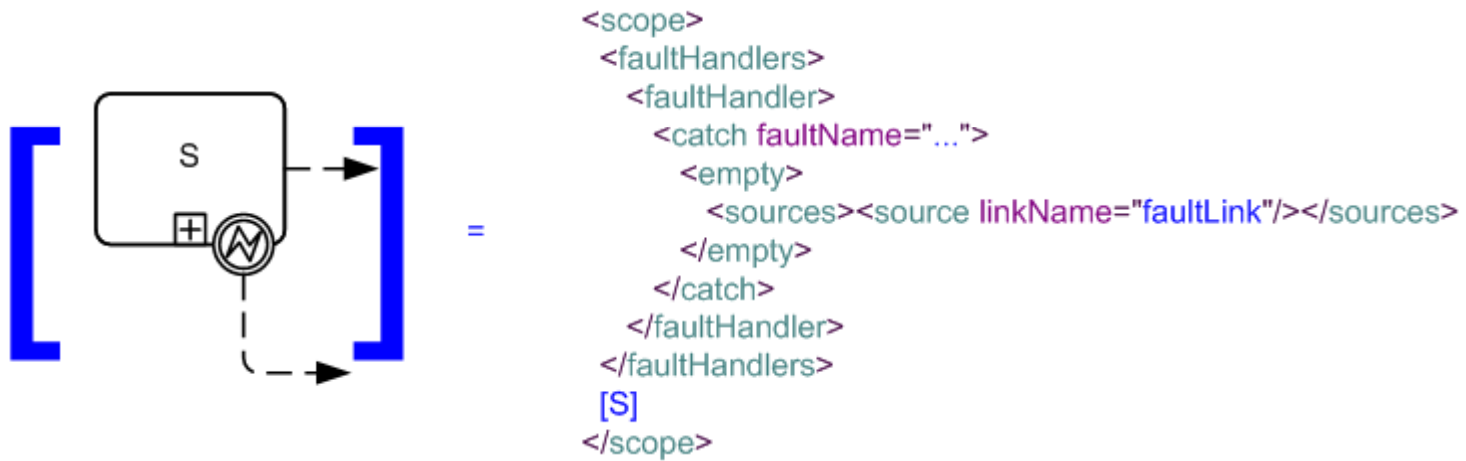 S
=
<scope>
<faultHandlers>
<faultHandler>
<catch faultName="...">
<empty>
<sources><source linkName="faultLink"/></sources>
</empty>
</catch>
</faultHandler>
</faultHandlers>
[S]
</scope>